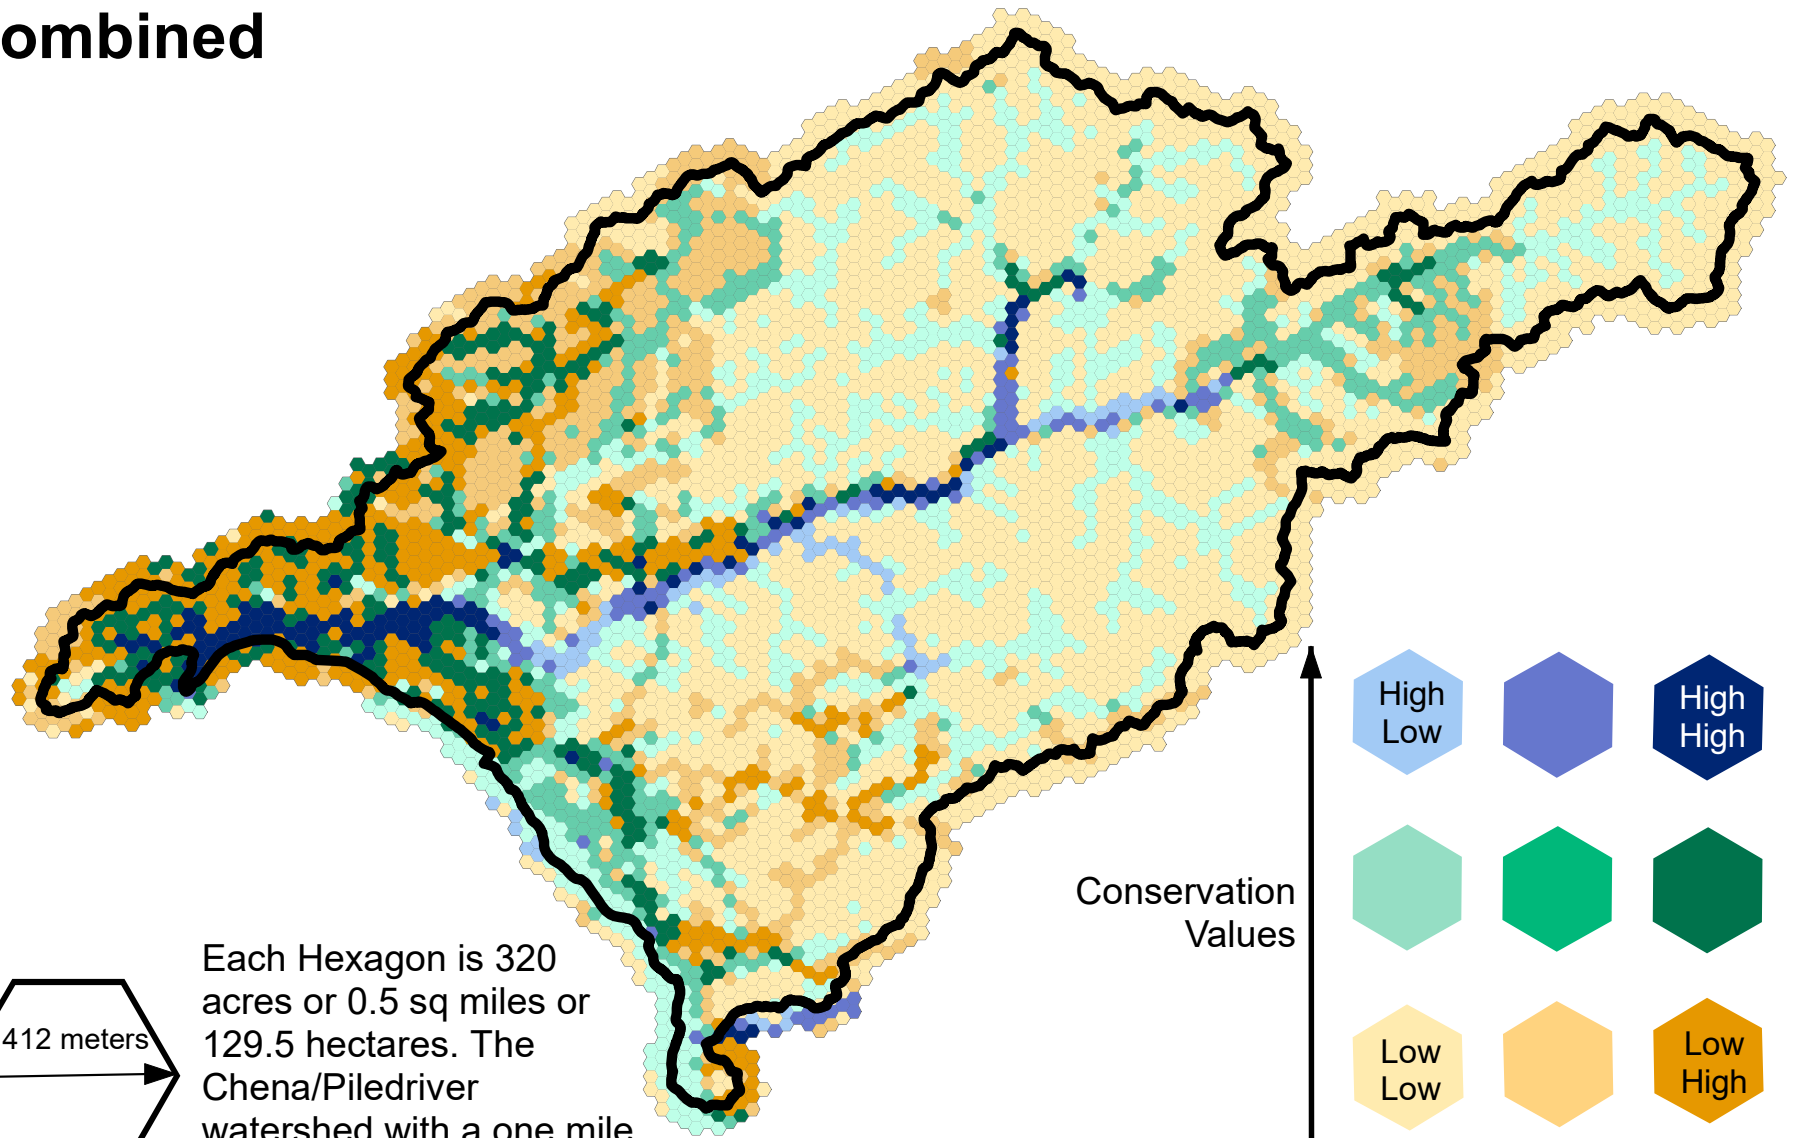 ombined
High
Low
High
High
Conservation
Values
Each Hexagon is 320
acres or 0.5 sq miles or
129.5 hectares. The
Chena/Piledriver
watershed with a one mile
412 meters
Low
Low
Low
High